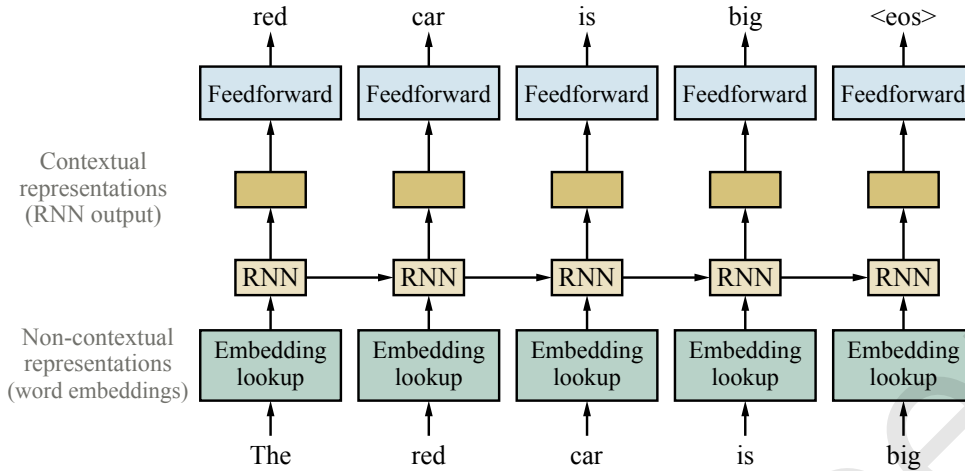 red car is big <eos>
Feedforward Feedforward Feedforward Feedforward Feedforward
Contextual
representations
(RNN output)
RNN RNN RNN RNN RNN
Non-contextual
representations
(word embeddings)
Embedding Embedding Embedding Embedding Embedding
lookup lookup lookup lookup lookup
The red car is big